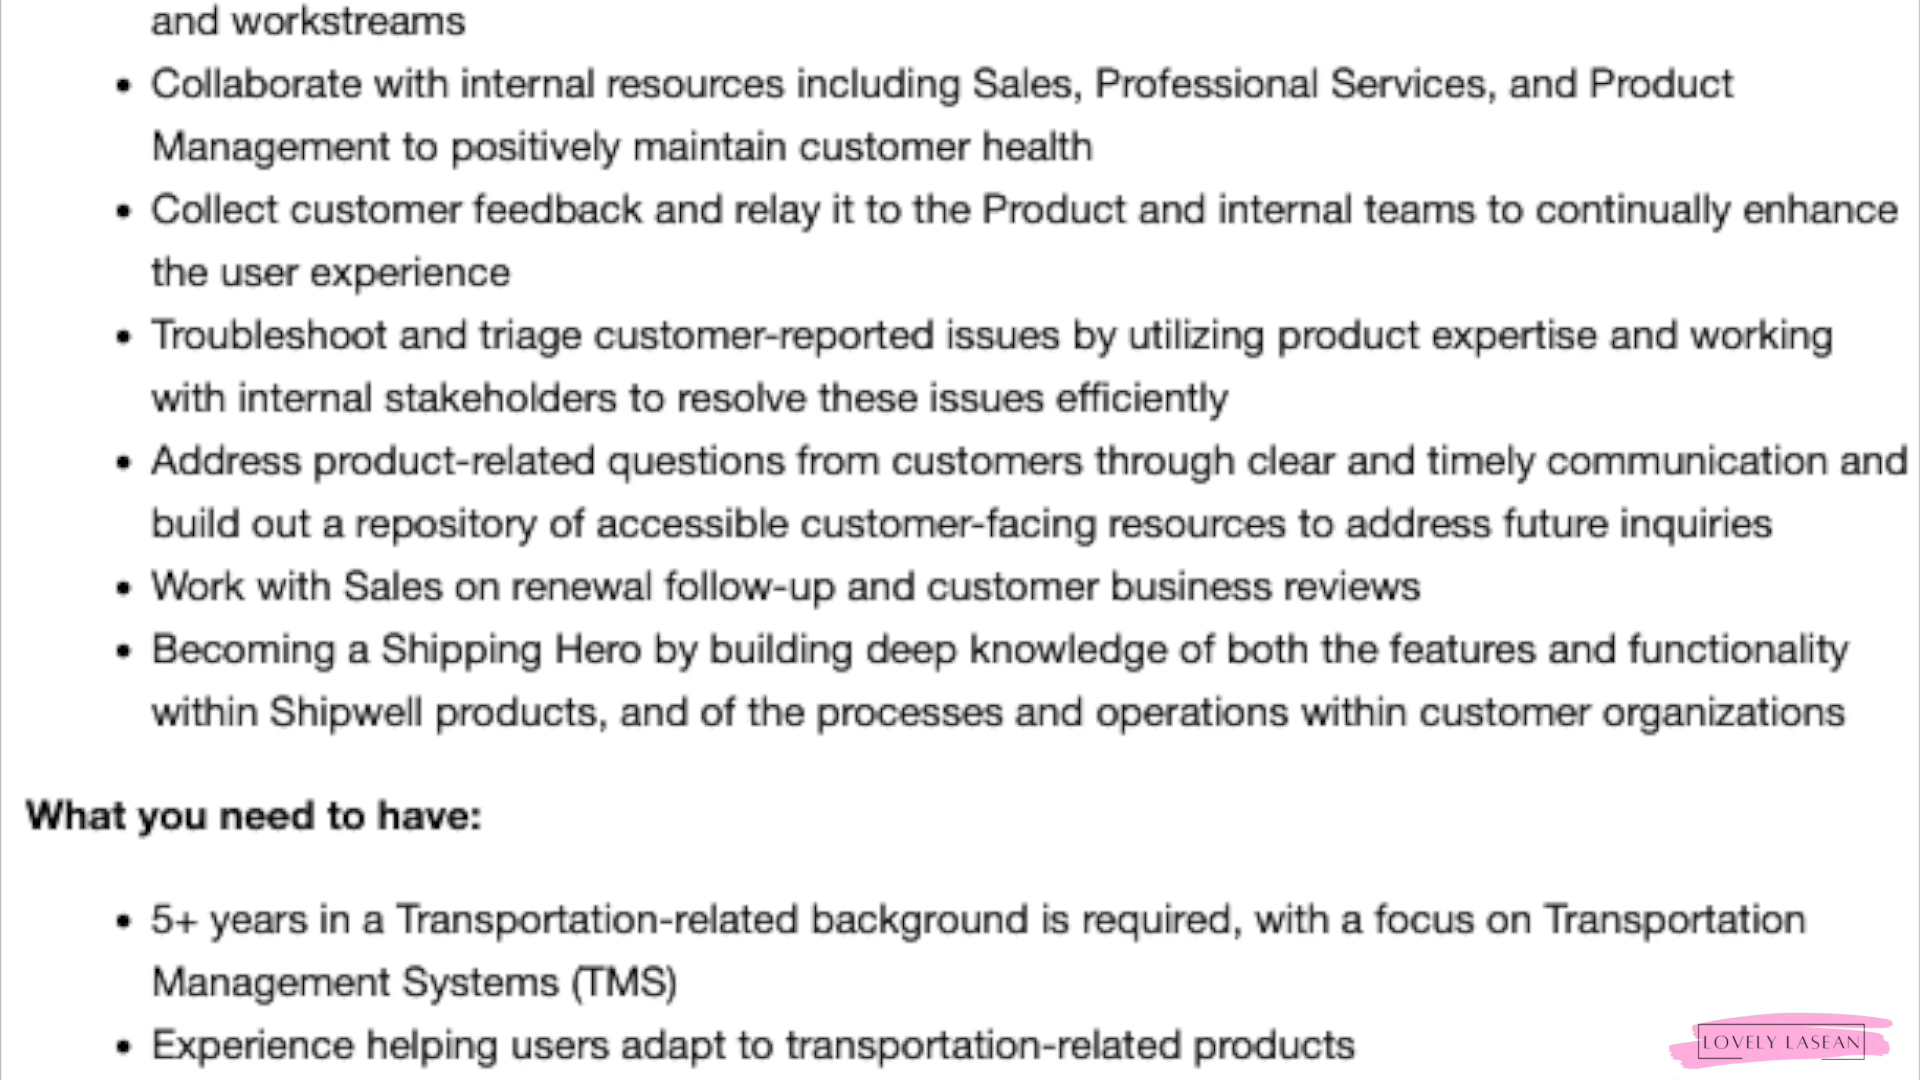 and workstreams
• Collaborate with internal resources including Sales, Professional Services, and Product
Management to positively maintain customer health
• Collect customer feedback and relay it to the Product and internal teams to continually enhance
the user experience
• Troubleshoot and triage customer-reported issues by utilizing product expertise and working
with internal stakeholders to resolve these issues efficiently
• Address product-related questions from customers through clear and timely communication and
build out a repository of accessible customer-facing resources to address future inquiries
• Work with Sales on renewal follow-up and customer business reviews
• Becoming a Shipping Hero by building deep knowledge of both the features and functionality
within Shipwell products, and of the processes and operations within customer organizations
What you need to have:
• 5+ years in a Transportation-related background is required, with a focus on Transportation
Management Systems (TMS)
• Experience helping users adapt to transportation-related products
LOVELY LASEAN